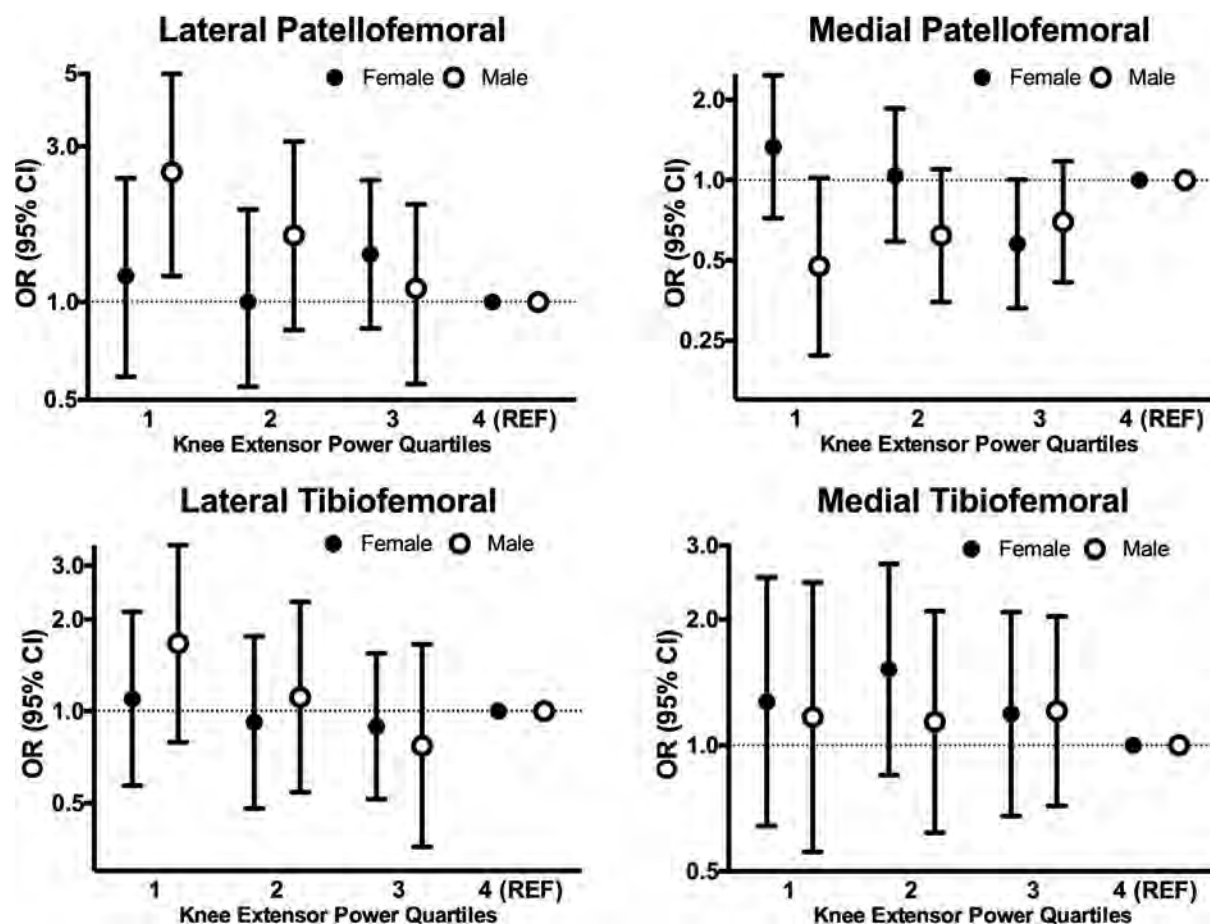 Lateral Patellofemoral
Female Male
5
3.0
1.0
0.5
OR (95% CI)
1 2 3 4 (REF)
Knee Extensor Power Quartiles
Medial Patellofemoral
Female Male
2.0
1.0
0.5
0.25
OR (95% CI)
1 2 3 4 (REF)
Knee Extensor Power Quartiles
Lateral Tibiofemoral
Female Male
3.0
2.0
1.0
0.5
OR (95% CI)
1 2 3 4 (REF)
Knee Extensor Power Quartiles
Medial Tibiofemoral
Female Male
3.0
2.0
1.0
0.5
OR (95% CI)
1 2 3 4 (REF)
Knee Extensor Power Quartiles